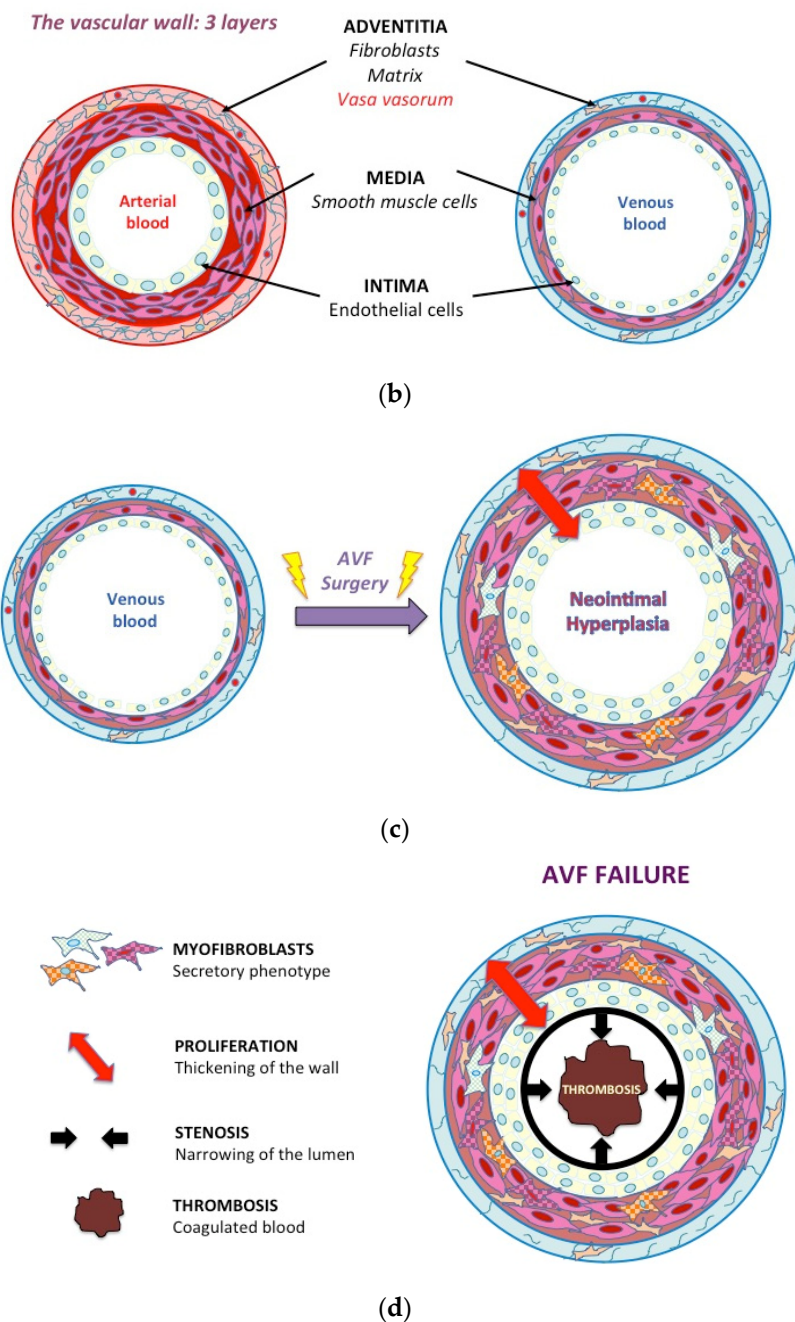 The vascular wall: 3 layers
ADVENTITIA
Fibroblasts
Matrix
Vasa vasorum
Arterial
blood
MEDIA
Smooth muscle cells
Venous
blood
INTIMA
Endothelial cells
(b)
Venous
blood
AVF
Surgery
Neointimal
Hyperplasia
(c)
AVF FAILURE
MYOFIBROBLASTS
Secretory phenotype
PROLIFERATION
Thickening of the wall
THROMBOSIS
STENOSIS
Narrowing of the lumen
THROMBOSIS
Coagulated blood
(d)